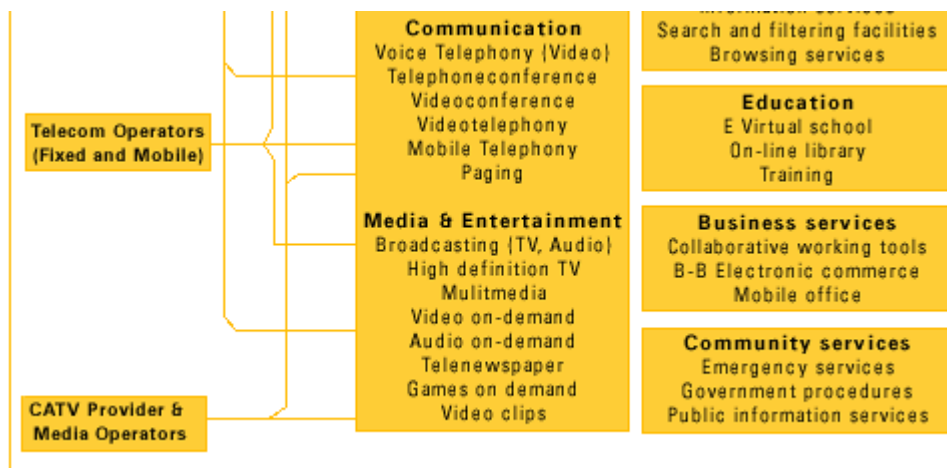 Telecom Operators
(Fixed and Mobile)
CATV Provider &
Media Operators
Communication
Voice Telephony (Video)
Telephoneconference
Videoconference
Videotelephony
Mobile Telephony
Paging
Media & Entertainment
Broadcasting (TV, Audio)
High definition TV
Mulitmedia
Video on-demand
Audio on-demand
Telenewspaper
Games on demand
Video clips
Information services
Search and filtering facilities
Browsing services
Education
E Virtual school
On-line library
Training
Business services
Collaborative working tools
B-B Electronic commerce
Mobile office
Community services
Emergency services
Government procedures
Public information services